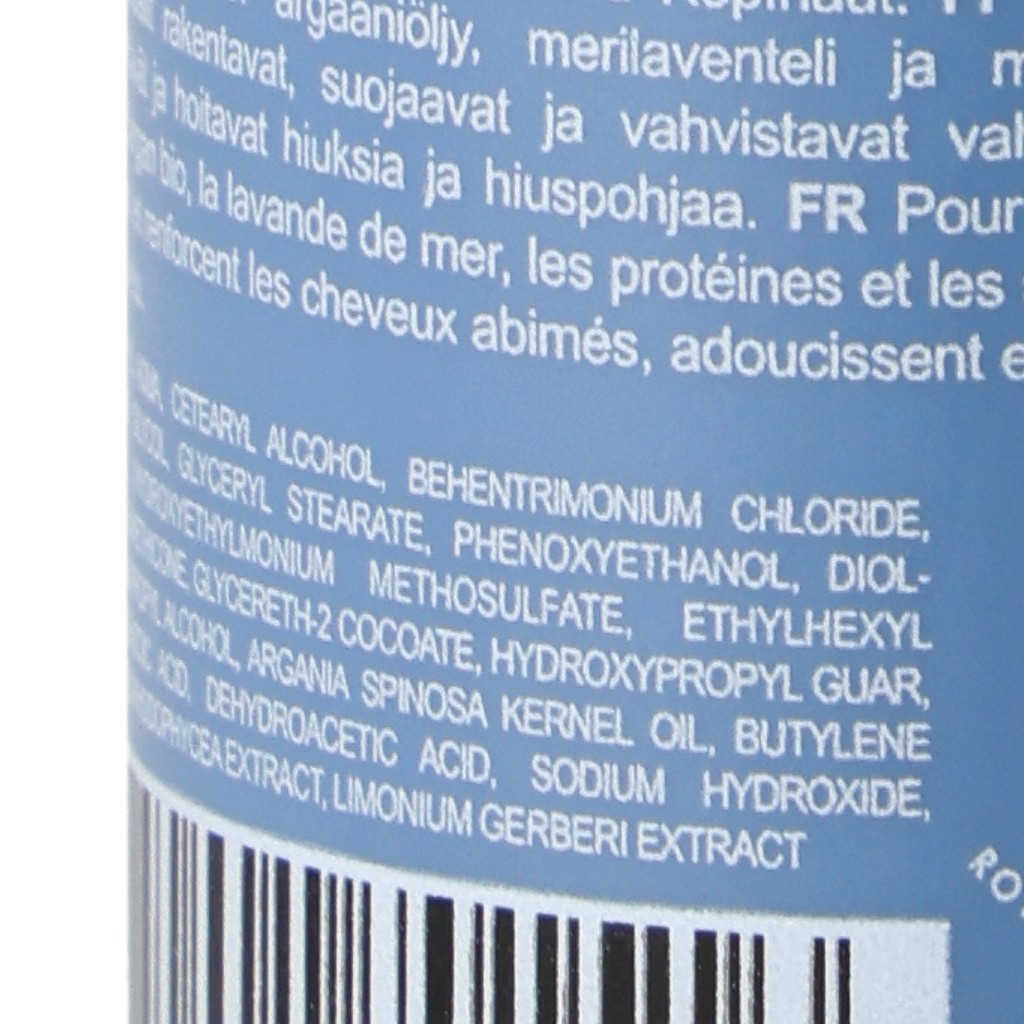 arganiöljy, merilaventeli ja
rakentavat, suojaavat ja vahvistavat
ja hoitavat hiuksia ja hiuspohjaa. FR Pour
bio, la lavande de mer, les protéines et les
renforcent les cheveux abimés, adoucissent
CETEARYL ALCOHOL, BEHENTRIMONIUM CHLORIDE,
GLYCERYL STEARATE, PHENOXYETHANOL, DIOL-
METHOSULFATE, ETHYLHEXYL
GLYCERETH-2 COCOATE, HYDROXYPROPYL GUAR,
ALCOHOL, ARGANIA SPINOSA KERNEL OIL, BUTYLENE
ACID, DEHYDROACETIC ACID, SODIUM HYDROXIDE,
EXTRACT, LIMONIUM GERBERI EXTRACT